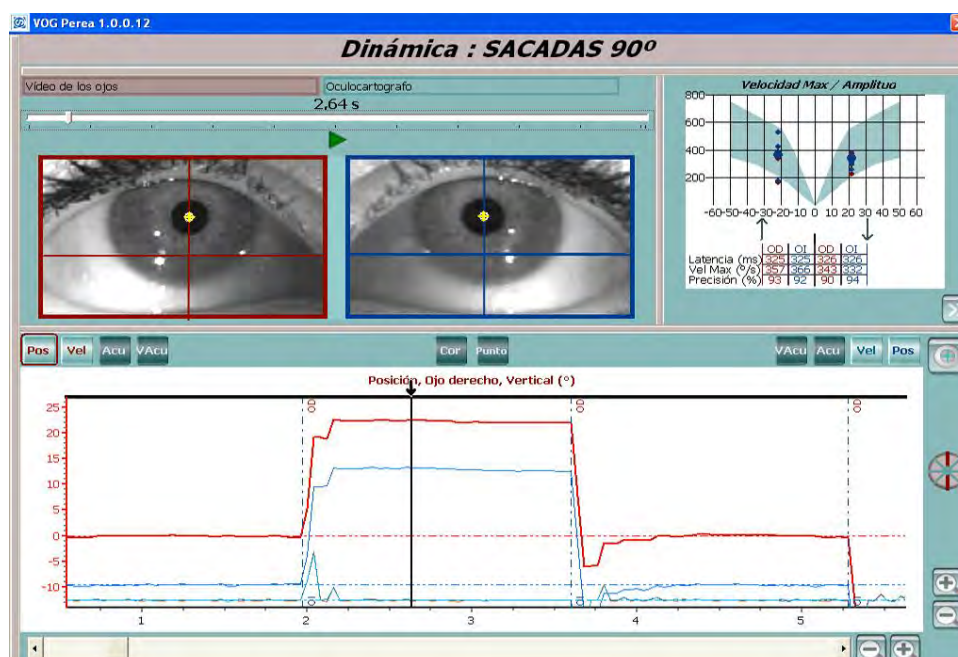 VOG Perea 1.0.0.12
Dinámica : SACADAS 90º
Vídeo de los ojos
Oculocartografo
2,64 s
Velocidad Max / Amplitud
800
600
400
200
-60-50-40-30-20-10 0 10 20 30 40 50 60
OD OI OD OI
Latencia (ms) 325 325 326 326
Vel Max (º/s) 357 366 343 332
Precisión (%) 93 92 90 94
Pos Vel Acu VAcu Cor Punto VAcu Acu Vel Pos
Posición, Ojo derecho, Vertical (°)
25
20
15
10
5
0
-5
-10
OD OD OD
OI OI OI
1 2 3 4 5